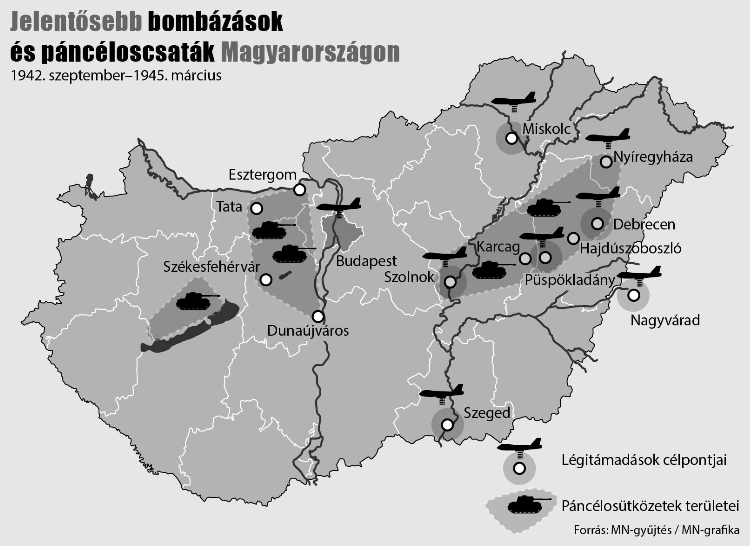 Jelentősebb bombázások
és páncéloscsaták Magyarországon
1942. szeptember–1945. március
Miskolc
Nyíregyháza
Esztergom
Tata
Debrecen
Karcag
Hajdúszoboszló
Budapest
Székesfehérvár
Szolnok
Püspökladány
Nagyvárad
Dunaújváros
Szeged
Légitámadások célpontjai
Páncélosütközetek területei
Forrás: MN-gyűjtés / MN-grafika